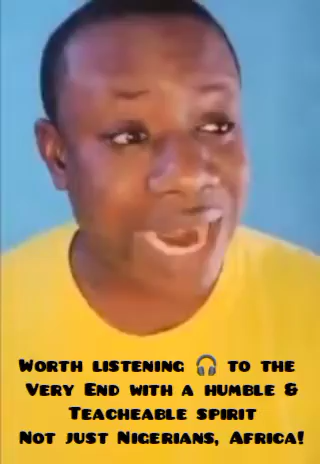 Worth listening 🎧 to the
Very End with a humble &
Teacheable spirit
Not just Nigerians, Africa!